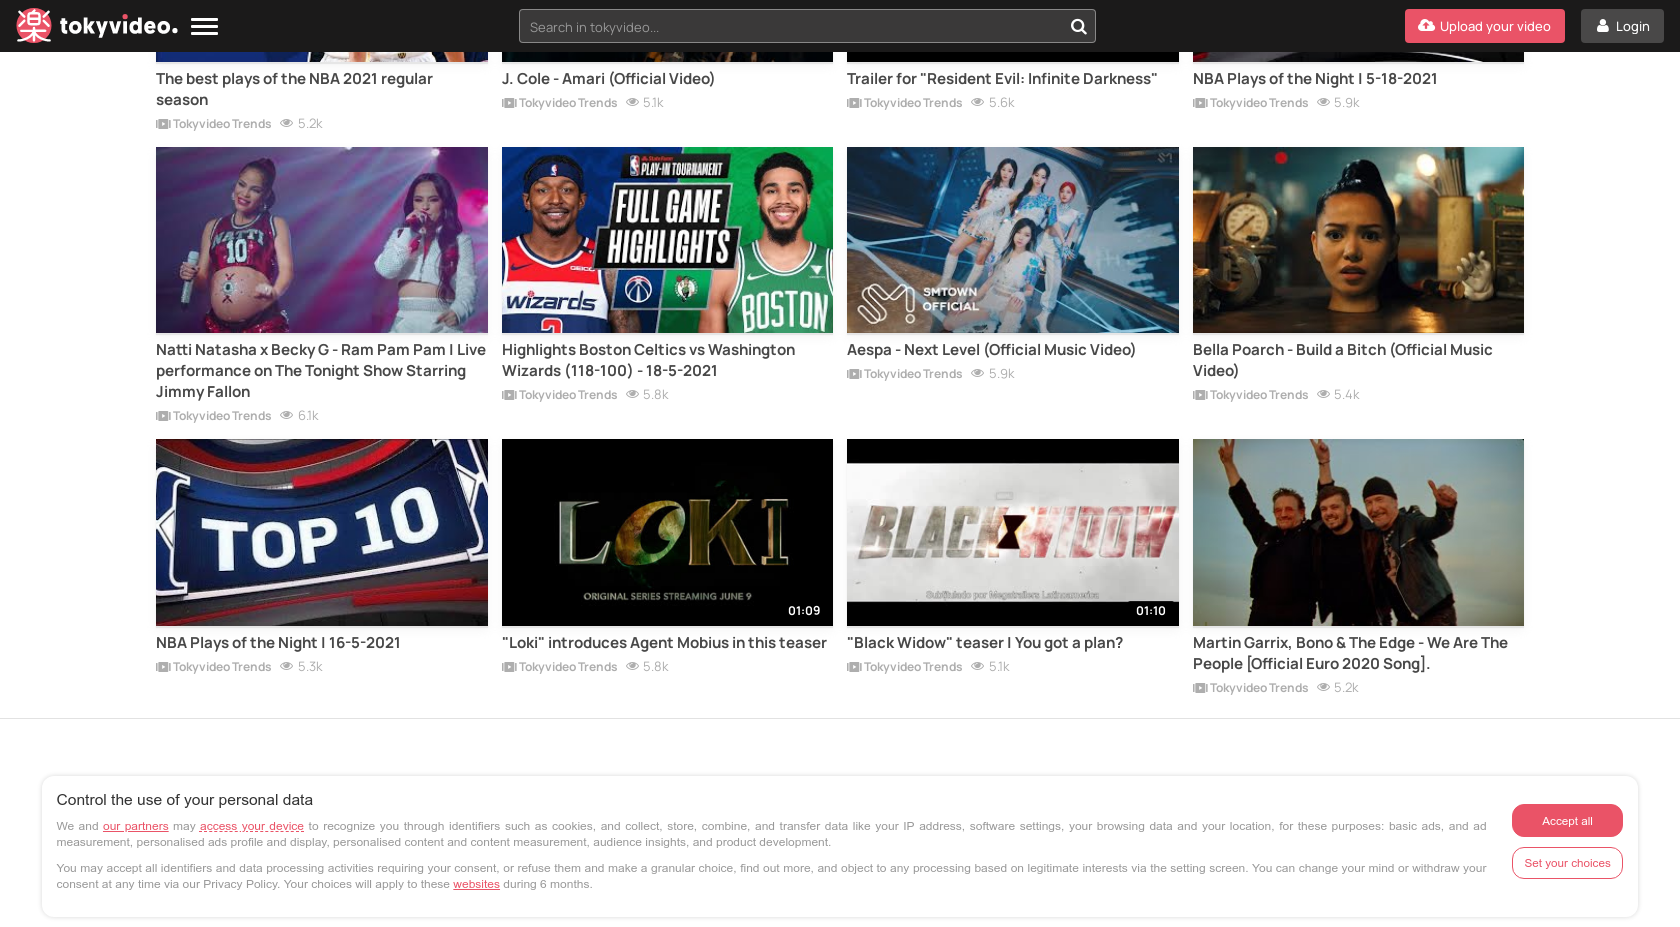 tokyvideo.
Search in tokyvideo...
Upload your video
Login
The best plays of the NBA 2021 regular
season
Tokyvideo Trends 5.2k
J. Cole - Amari (Official Video)
Tokyvideo Trends 5.1k
Trailer for "Resident Evil: Infinite Darkness"
Tokyvideo Trends 5.6k
NBA Plays of the Night | 5-18-2021
Tokyvideo Trends 5.9k
NATTI
10
PLAY-IN TOURNAMENT
FULL GAME
HIGHLIGHTS
GEICO
wizards
BOSTON
SMTOWN
OFFICIAL
Natti Natasha x Becky G - Ram Pam Pam | Live
performance on The Tonight Show Starring
Jimmy Fallon
Tokyvideo Trends 6.1k
Highlights Boston Celtics vs Washington
Wizards (118-100) - 18-5-2021
Tokyvideo Trends 5.8k
Aespa - Next Level (Official Music Video)
Tokyvideo Trends 5.9k
Bella Poarch - Build a Bitch (Official Music
Video)
Tokyvideo Trends 5.4k
TOP 10
LOKI
ORIGINAL SERIES STREAMING JUNE 9
01:09
BLACK WIDOW
Subtitulado por Megatrailers Latinoamerica
01:10
NBA Plays of the Night | 16-5-2021
Tokyvideo Trends 5.3k
"Loki" introduces Agent Mobius in this teaser
Tokyvideo Trends 5.8k
"Black Widow" teaser | You got a plan?
Tokyvideo Trends 5.1k
Martin Garrix, Bono & The Edge - We Are The
People [Official Euro 2020 Song].
Tokyvideo Trends 5.2k
Control the use of your personal data
We and our partners may access your device to recognize you through identifiers such as cookies, and collect, store, combine, and transfer data like your IP address, software settings, your browsing data and your location, for these purposes: basic ads, and ad
measurement, personalised ads profile and display, personalised content and content measurement, audience insights, and product development.
You may accept all identifiers and data processing activities requiring your consent, or refuse them and make a granular choice, find out more, and object to any processing based on legitimate interests via the setting screen. You can change your mind or withdraw your
consent at any time via our Privacy Policy. Your choices will apply to these websites during 6 months.
Accept all
Set your choices